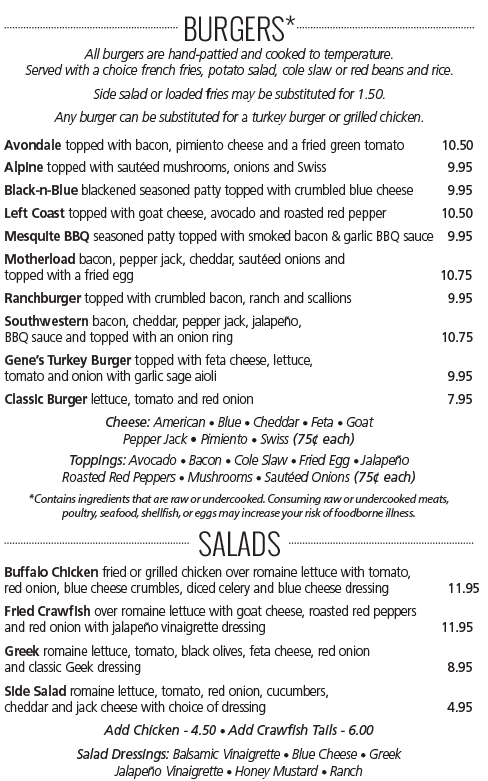 BURGERS*
All burgers are hand-pattied and cooked to temperature.
Served with a choice french fries, potato salad, cole slaw or red beans and rice.
Side salad or loaded fries may be substituted for 1.50.
Any burger can be substituted for a turkey burger or grilled chicken.
Avondale topped with bacon, pimiento cheese and a fried green tomato 10.50
Alpine topped with sautéed mushrooms, onions and Swiss 9.95
Black-n-Blue blackened seasoned patty topped with crumbled blue cheese 9.95
Left Coast topped with goat cheese, avocado and roasted red pepper 10.50
Mesquite BBQ seasoned patty topped with smoked bacon & garlic BBQ sauce 9.95
Motherload bacon, pepper jack, cheddar, sautéed onions and
topped with a fried egg 10.75
Ranchburger topped with crumbled bacon, ranch and scallions 9.95
Southwestern bacon, cheddar, pepper jack, jalapeño,
BBQ sauce and topped with an onion ring 10.75
Gene's Turkey Burger topped with feta cheese, lettuce,
tomato and onion with garlic sage aioli 9.95
Classic Burger lettuce, tomato and red onion 7.95
Cheese: American • Blue • Cheddar • Feta • Goat
Pepper Jack • Pimiento • Swiss (75¢ each)
Toppings: Avocado • Bacon • Cole Slaw • Fried Egg • Jalapeño
Roasted Red Peppers • Mushrooms • Sautéed Onions (75¢ each)
*Contains ingredients that are raw or undercooked. Consuming raw or undercooked meats,
poultry, seafood, shellfish, or eggs may increase your risk of foodborne illness.
SALADS
Buffalo Chicken fried or grilled chicken over romaine lettuce with tomato,
red onion, blue cheese crumbles, diced celery and blue cheese dressing 11.95
Fried Crawfish over romaine lettuce with goat cheese, roasted red peppers
and red onion with jalapeño vinaigrette dressing 11.95
Greek romaine lettuce, tomato, black olives, feta cheese, red onion
and classic Geek dressing 8.95
Side Salad romaine lettuce, tomato, red onion, cucumbers,
cheddar and jack cheese with choice of dressing 4.95
Add Chicken - 4.50 • Add Crawfish Tails - 6.00
Salad Dressings: Balsamic Vinaigrette • Blue Cheese • Greek
Jalapeño Vinaigrette • Honey Mustard • Ranch